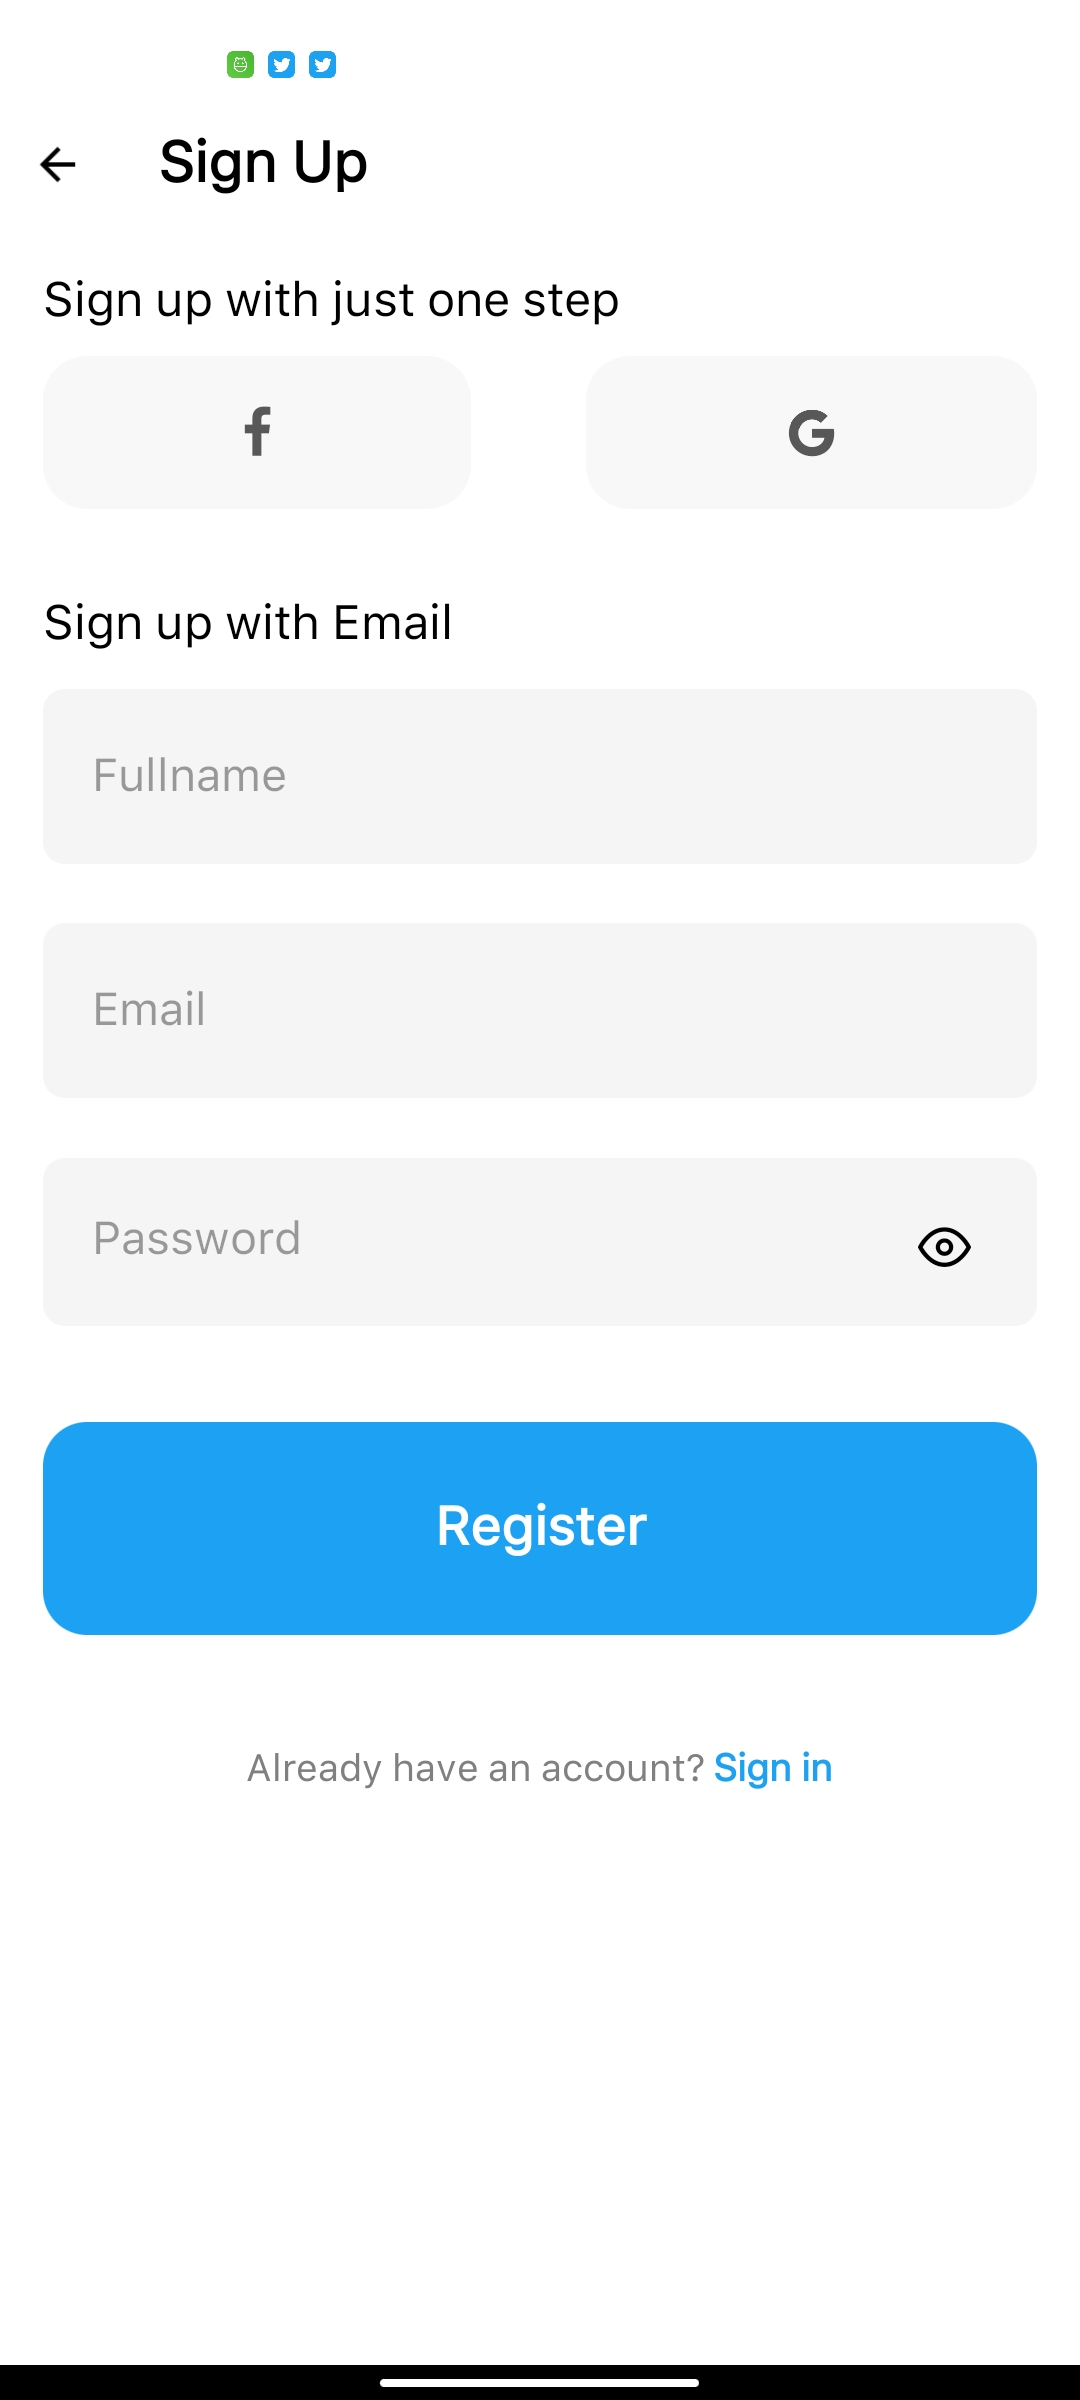 Sign Up
Sign up with just one step
Sign up with Email
Fullname
Email
Password
Register
Already have an account? Sign in